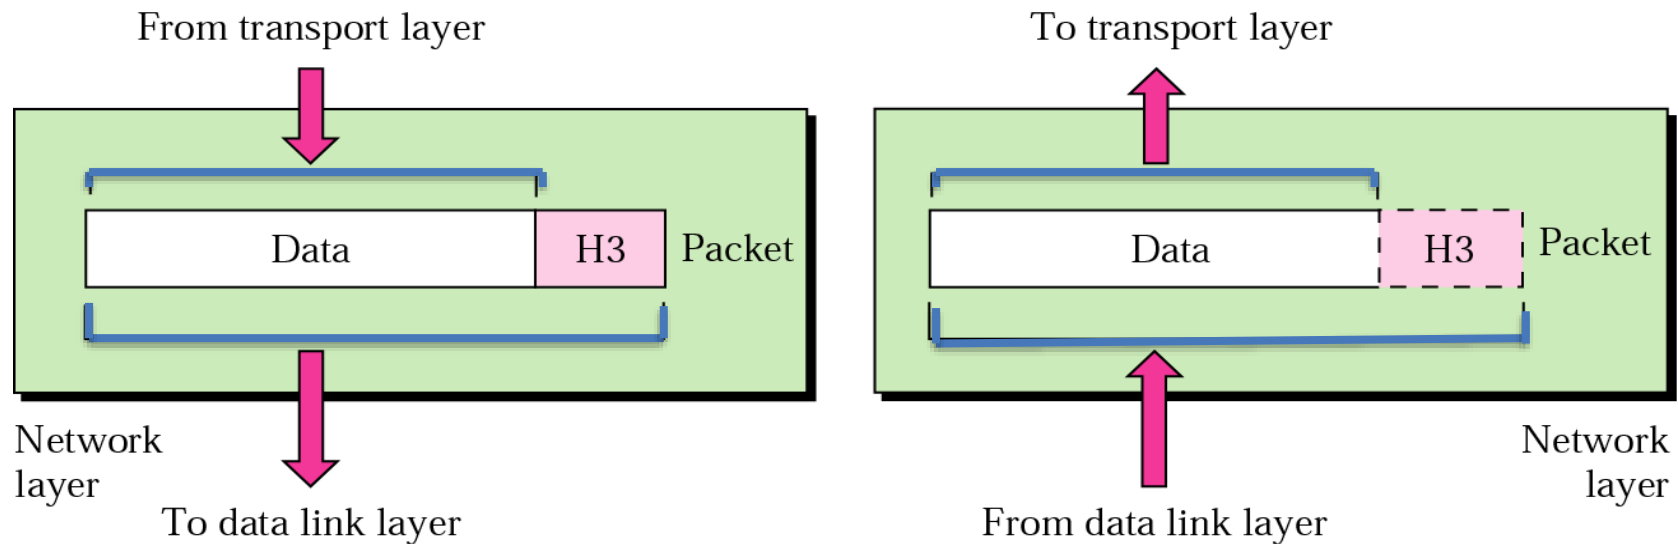 From transport layer
To transport layer
Data
H3
Packet
Data
H3
Packet
Network
layer
Network
layer
To data link layer
From data link layer